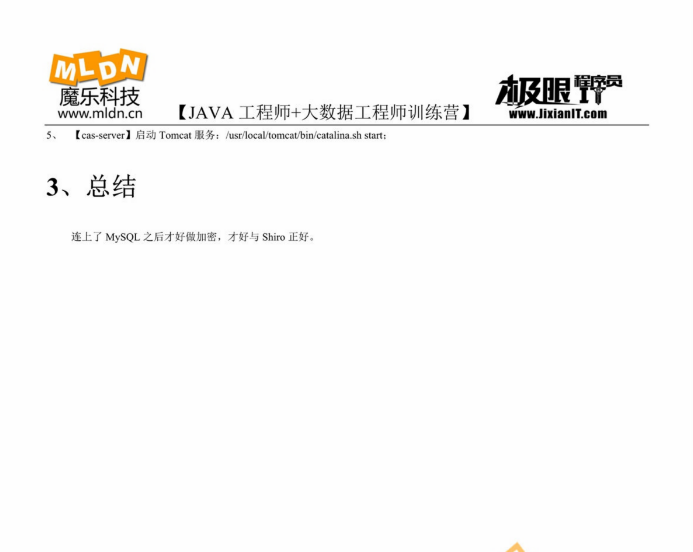 MLDN
魔乐科技
www.mldn.cn
【JAVA 工程师+大数据工程师训练营】
极限程序员
IT
www.JixianIT.com
5、 【cas-server】启动 Tomcat 服务：/usr/local/tomcat/bin/catalina.sh start;
3、总结
连上了 MySQL 之后才好做加密，才好与 Shiro 正好。